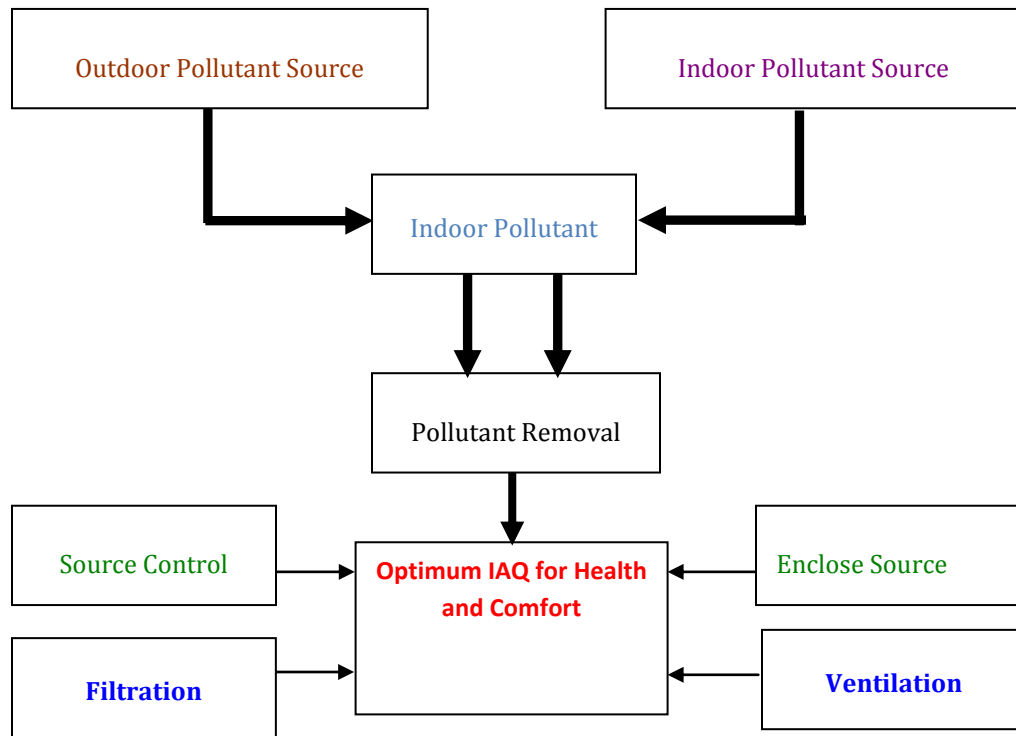 Outdoor Pollutant Source
Indoor Pollutant Source
Indoor Pollutant
Pollutant Removal
Source Control
Optimum IAQ for Health
and Comfort
Enclose Source
Filtration
Ventilation